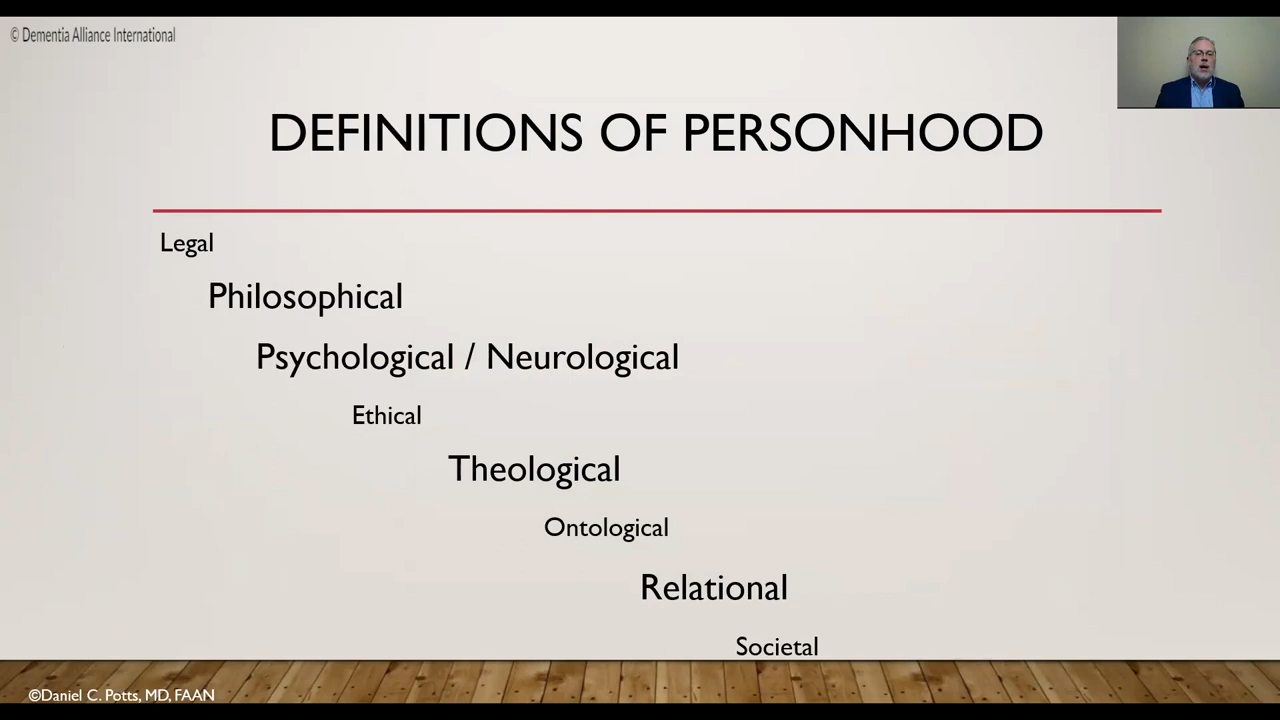 © Dementia Alliance International
DEFINITIONS OF PERSONHOOD
Legal
Philosophical
Psychological / Neurological
Ethical
Theological
Ontological
Relational
Societal
©Daniel C. Potts, MD, FAAN